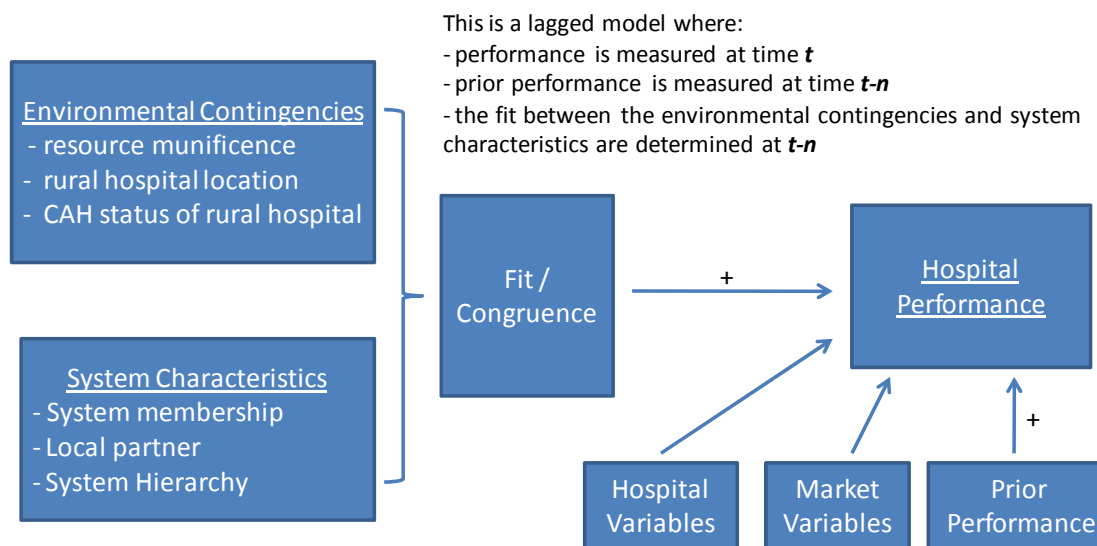 This is a lagged model where:
- performance is measured at time t
- prior performance is measured at time t-n
- the fit between the environmental contingencies and system
characteristics are determined at t-n
Environmental Contingencies
- resource munificence
- rural hospital location
- CAH status of rural hospital
System Characteristics
- System membership
- Local partner
- System Hierarchy
Fit /
Congruence
+
Hospital
Performance
+
Hospital
Variables
Market
Variables
Prior
Performance